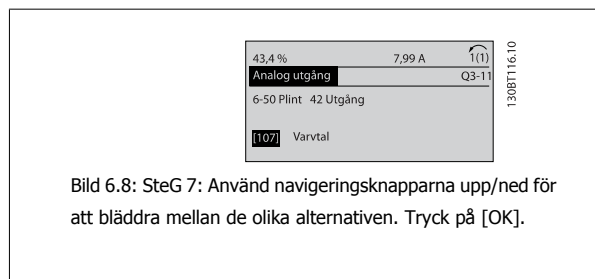 43,4 % 7,99 A 1(1)
Analog utgång Q3-11
6-50 Plint 42 Utgång
[107] Varvtal
130BT116.10
Bild 6.8: SteG 7: Använd navigeringsknapparna upp/ned för
att bläddra mellan de olika alternativen. Tryck på [OK].